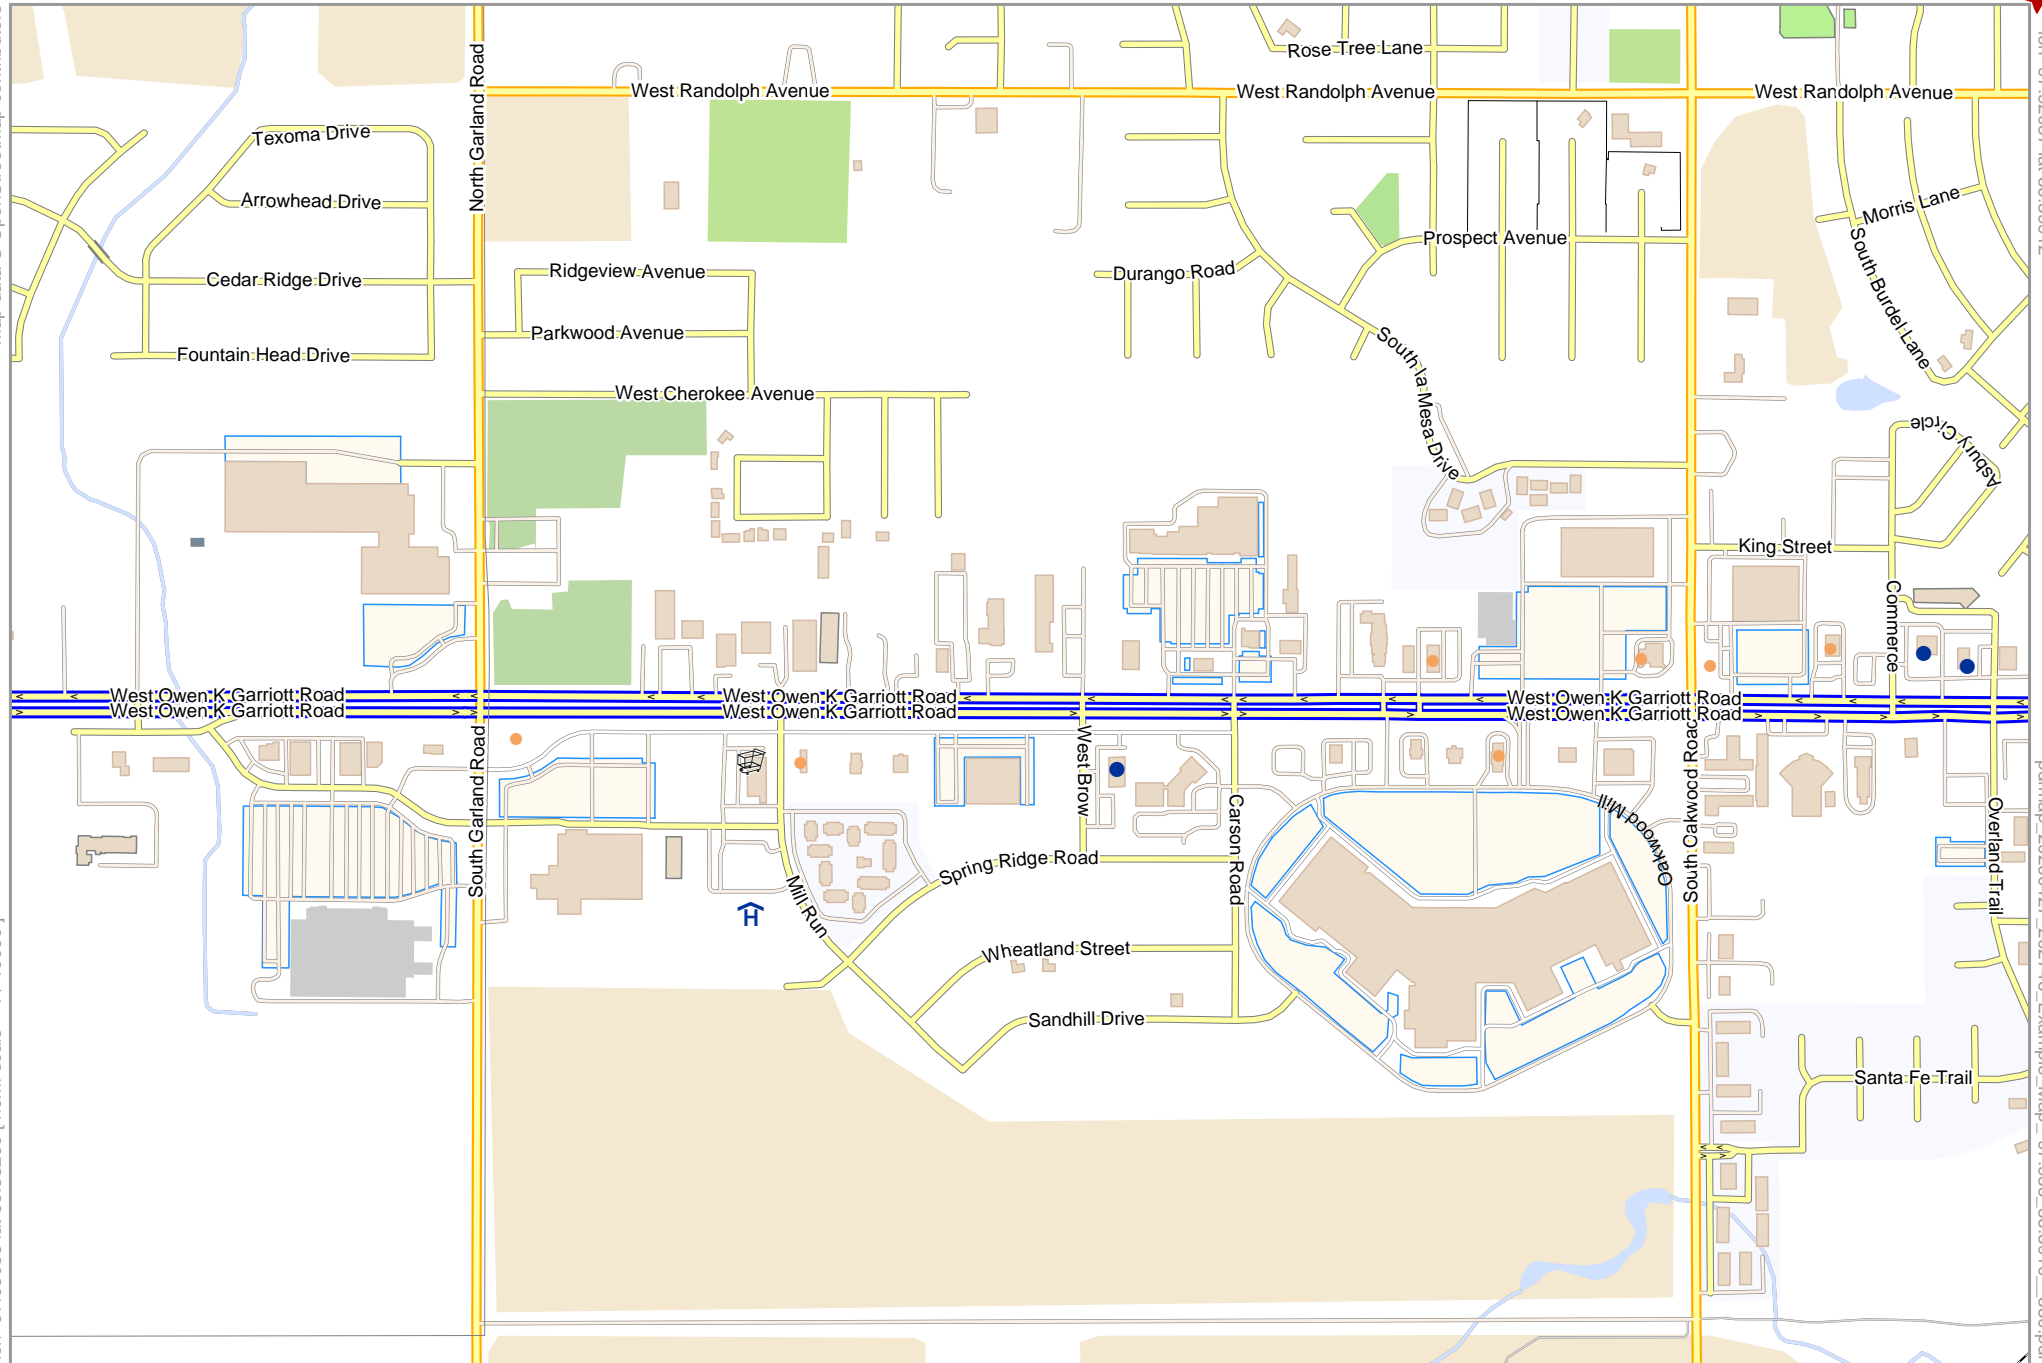 Rose Tree Lane
West Randolph Avenue
West Randolph Avenue
West Randolph Avenue
North Garland Road
Texoma Drive
Arrowhead Drive
Morris Lane
Prospect Avenue
South Burdel Lane
Cedar Ridge Drive
Ridgeview Avenue
Durango Road
Parkwood Avenue
Fountain Head Drive
South la Mesa Drive
West Cherokee Avenue
Asbury Circle
King Street
Commerce
West Owen K Garriott Road
West Owen K Garriott Road
West Owen K Garriott Road
West Owen K Garriott Road
West Owen K Garriott Road
West Owen K Garriott Road
South Garland Road
West Brow
Carson Road
Oakwood Mall
South Oakwood Road
Overland Trail
Spring Ridge Road
Mill Run
H
Wheatland Street
Sandhill Drive
Santa Fe Trail